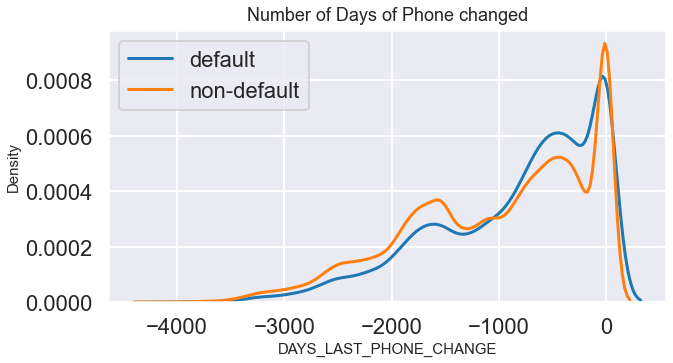 Number of Days of Phone changed
default
non-default
Density
0.0008
0.0006
0.0004
0.0002
0.0000
−4000 −3000 −2000 −1000 0
DAYS_LAST_PHONE_CHANGE